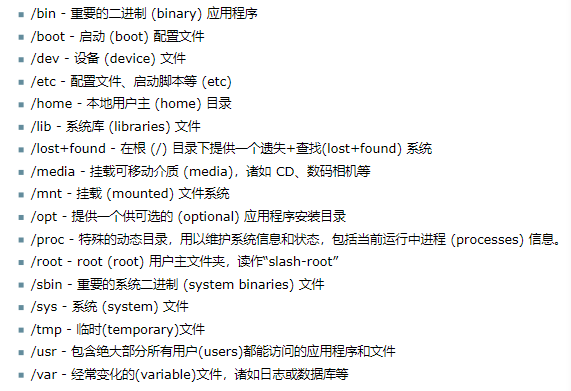 /bin - 重要的二进制 (binary) 应用程序
/boot - 启动 (boot) 配置文件
/dev - 设备 (device) 文件
/etc - 配置文件、启动脚本等 (etc)
/home - 本地用户主 (home) 目录
/lib - 系统库 (libraries) 文件
/lost+found - 在根 (/) 目录下提供一个遗失+查找(lost+found) 系统
/media - 挂载可移动介质 (media)，诸如 CD、数码相机等
/mnt - 挂载 (mounted) 文件系统
/opt - 提供一个供可选的 (optional) 应用程序安装目录
/proc - 特殊的动态目录，用以维护系统信息和状态，包括当前运行中进程 (processes) 信息。
/root - root (root) 用户主文件夹，读作“slash-root”
/sbin - 重要的系统二进制 (system binaries) 文件
/sys - 系统 (system) 文件
/tmp - 临时(temporary)文件
/usr - 包含绝大部分所有用户(users)都能访问的应用程序和文件
/var - 经常变化的(variable)文件，诸如日志或数据库等